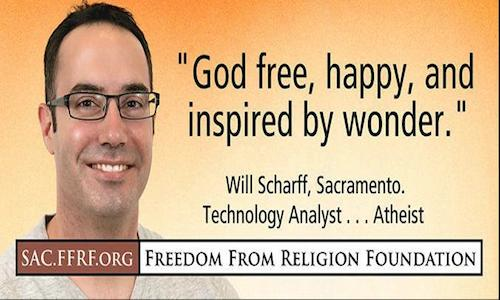 "God free, happy, and
inspired by wonder."
Will Scharff, Sacramento.
Technology Analyst . . . Atheist
SAC.FFRF.ORG FREEDOM FROM RELIGION FOUNDATION